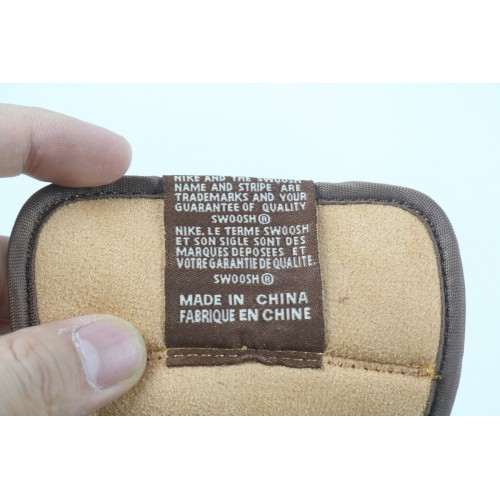 NIKE AND THE SWOOSH
NAME AND STRIPE ARE
TRADEMARKS AND YOUR
GUARANTEE OF QUALITY
SWOOSH®
NIKE. LE TERME SWOOSH
ET SON SIGLE SONT DES
MARQUES DEPOSEES ET
VOTRE GARANTIE DE QUALITE.
SWOOSH®
MADE IN CHINA
FABRIQUE EN CHINE